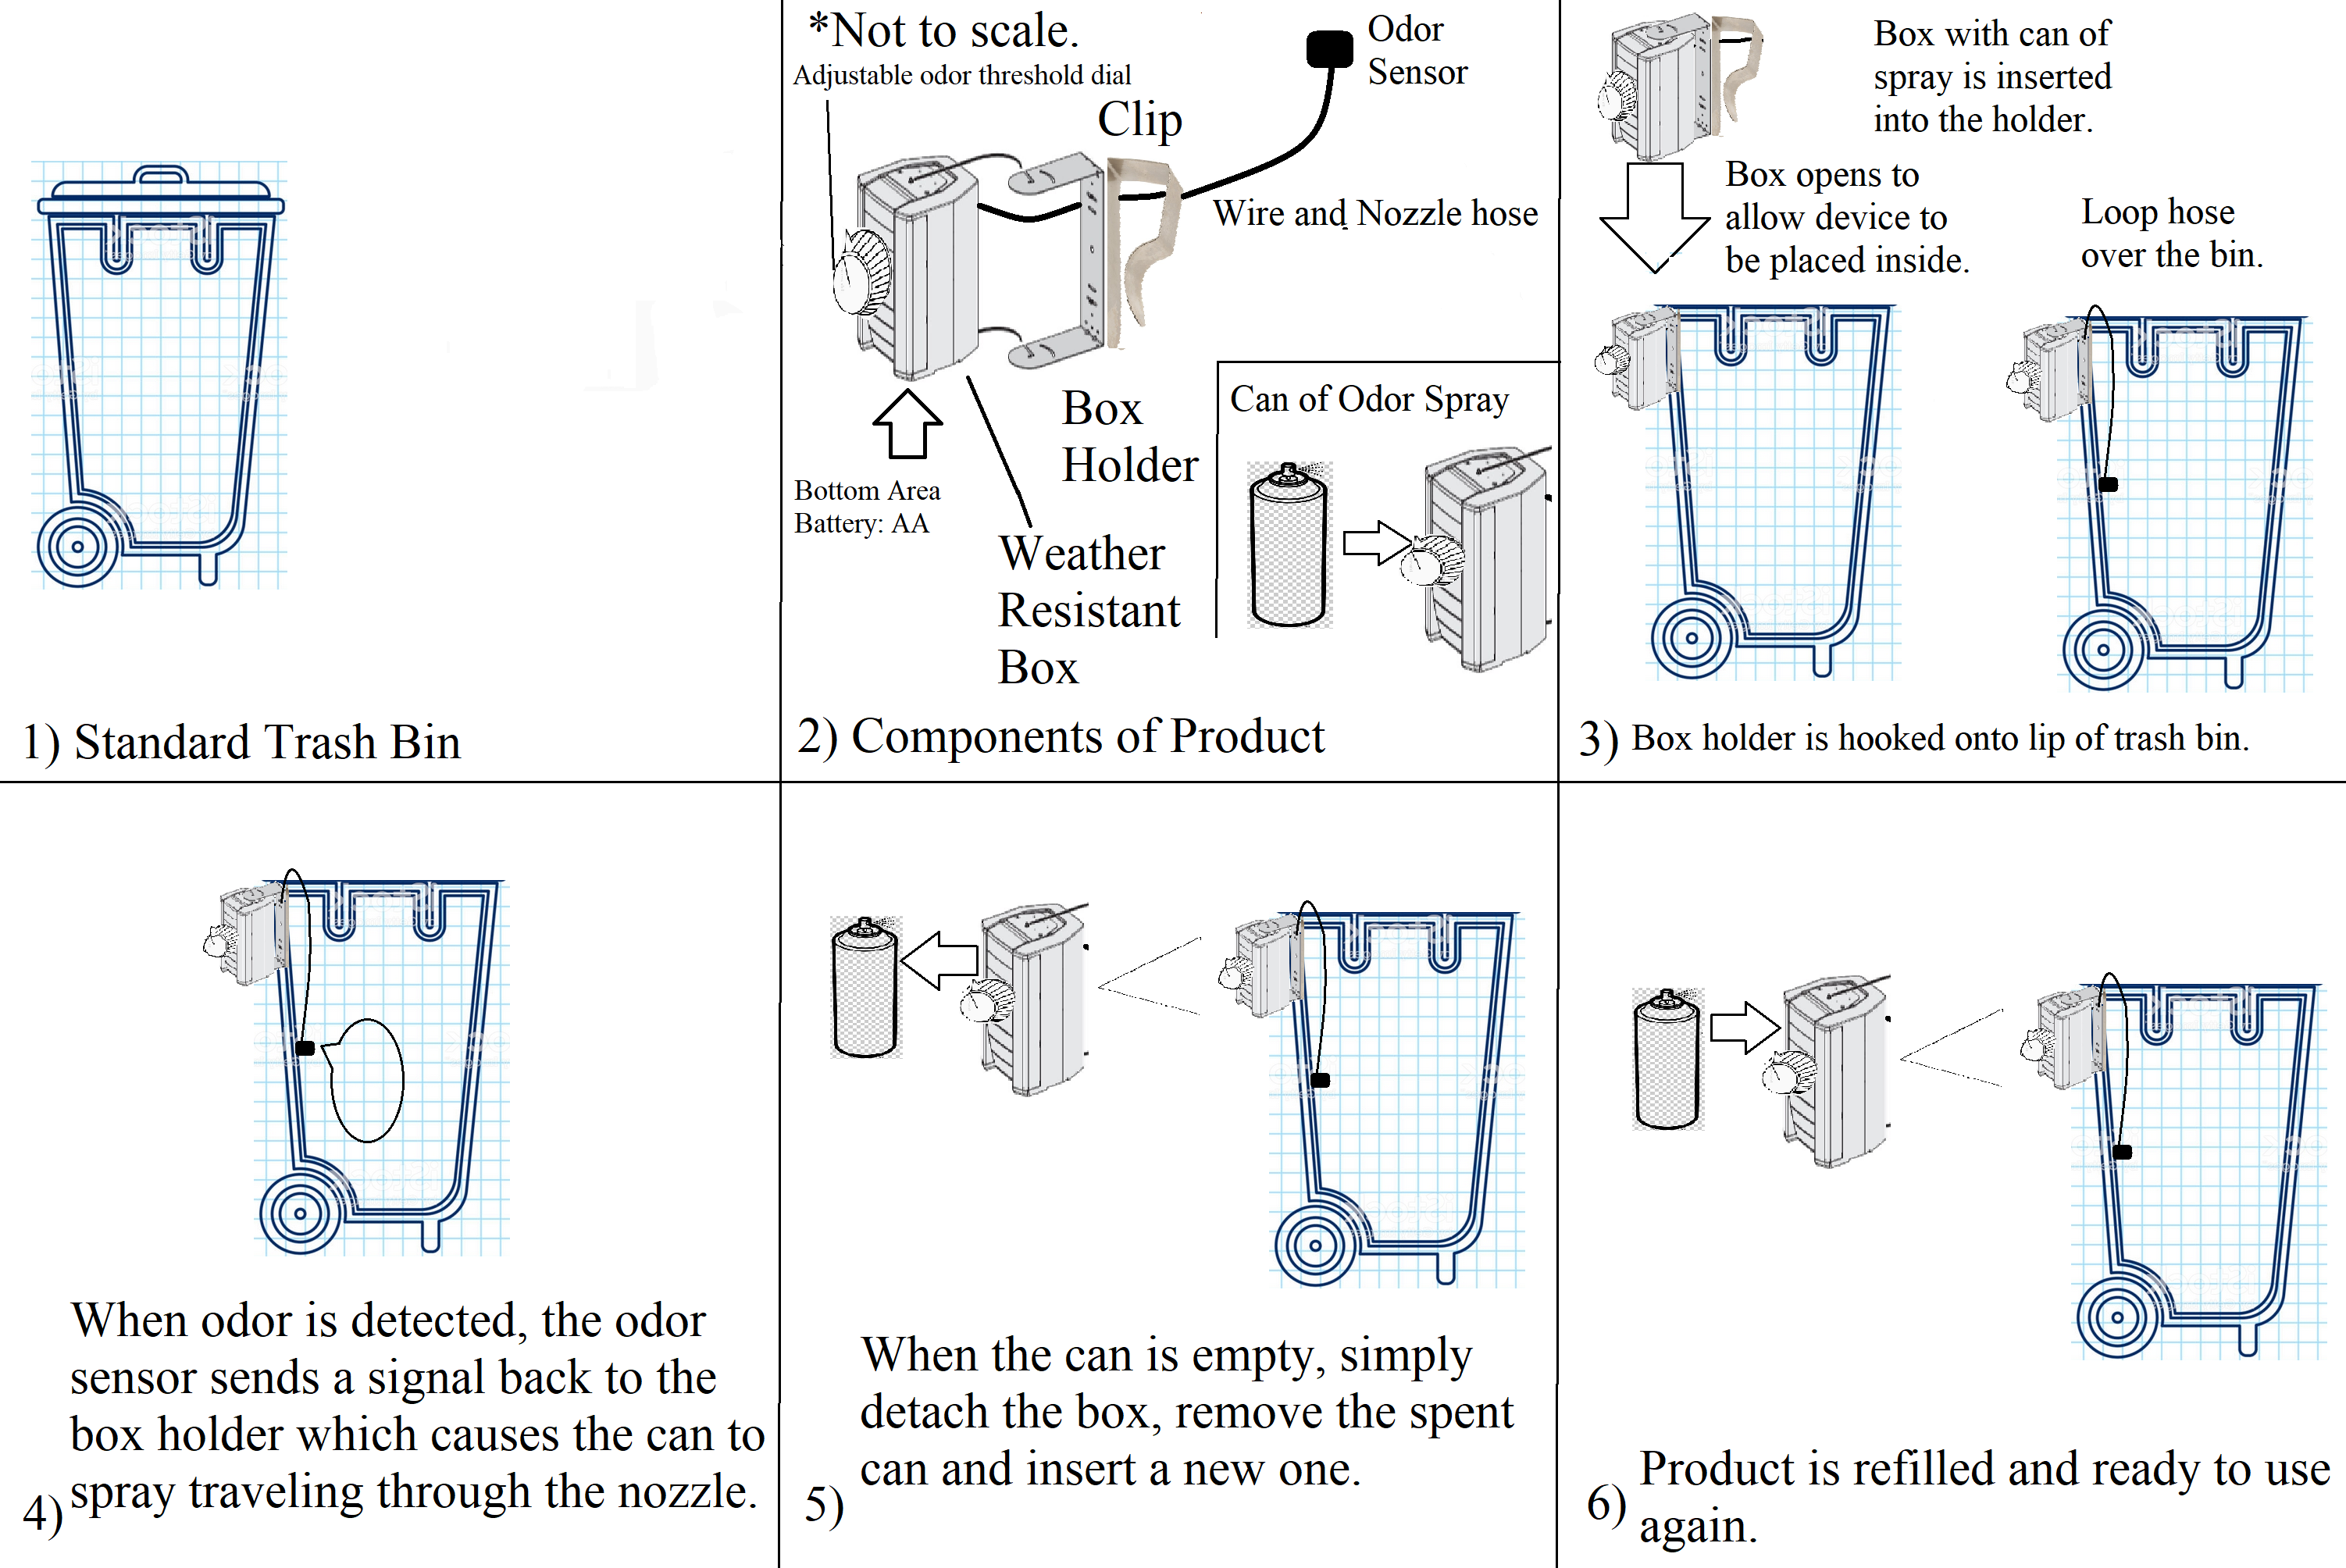 1) Standard Trash Bin
*Not to scale.
Adjustable odor threshold dial
Clip
Odor
Sensor
Wire and Nozzle hose
Box
Holder
Bottom Area
Battery: AA
Weather
Resistant
Box
Can of Odor Spray
2) Components of Product
Box with can of
spray is inserted
into the holder.
Box opens to
allow device to
be placed inside.
Loop hose
over the bin.
3) Box holder is hooked onto lip of trash bin.
When odor is detected, the odor
sensor sends a signal back to the
box holder which causes the can to
4) spray traveling through the nozzle.
When the can is empty, simply
detach the box, remove the spent
can and insert a new one.
5)
Product is refilled and ready to use
6) again.